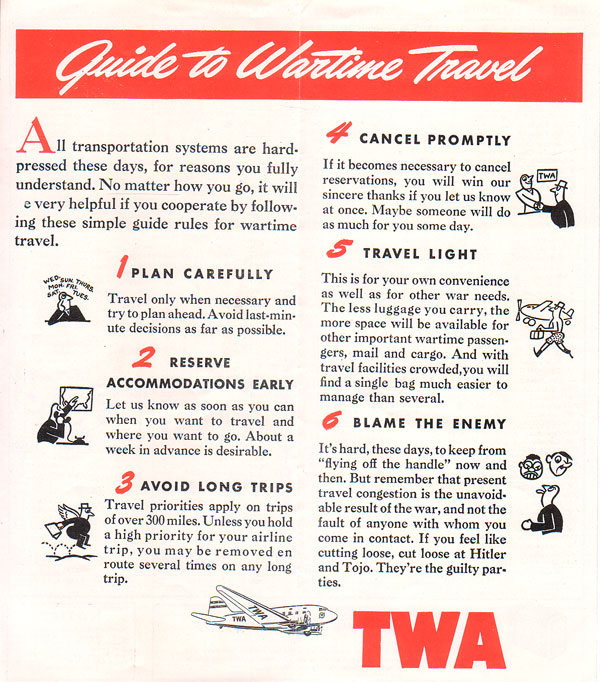 Guide to Wartime Travel
All transportation systems are hard-
pressed these days, for reasons you fully
understand. No matter how you go, it will
e very helpful if you cooperate by follow-
ing these simple guide rules for wartime
travel.
WED. SUN. THURS.
MON. FRI.
SAT. TUES.
1 PLAN CAREFULLY
Travel only when necessary and
try to plan ahead. Avoid last-min-
ute decisions as far as possible.
2 RESERVE
ACCOMMODATIONS EARLY
Let us know as soon as you can
when you want to travel and
where you want to go. About a
week in advance is desirable.
3 AVOID LONG TRIPS
Travel priorities apply on trips
of over 300 miles. Unless you hold
a high priority for your airline
trip, you may be removed en
route several times on any long
trip.
4 CANCEL PROMPTLY
If it becomes necessary to cancel
reservations, you will win our
sincere thanks if you let us know
at once. Maybe someone will do
as much for you some day.
TWA
5 TRAVEL LIGHT
This is for your own convenience
as well as for other war needs.
The less luggage you carry, the
more space will be available for
other important wartime passen-
gers, mail and cargo. And with
travel facilities crowded,you will
find a single bag much easier to
manage than several.
6 BLAME THE ENEMY
It's hard, these days, to keep from
"flying off the handle" now and
then. But remember that present
travel congestion is the unavoid-
able result of the war, and not the
fault of anyone with whom you
come in contact. If you feel like
cutting loose, cut loose at Hitler
and Tojo. They're the guilty par-
ties.
TWA
TWA
TWA